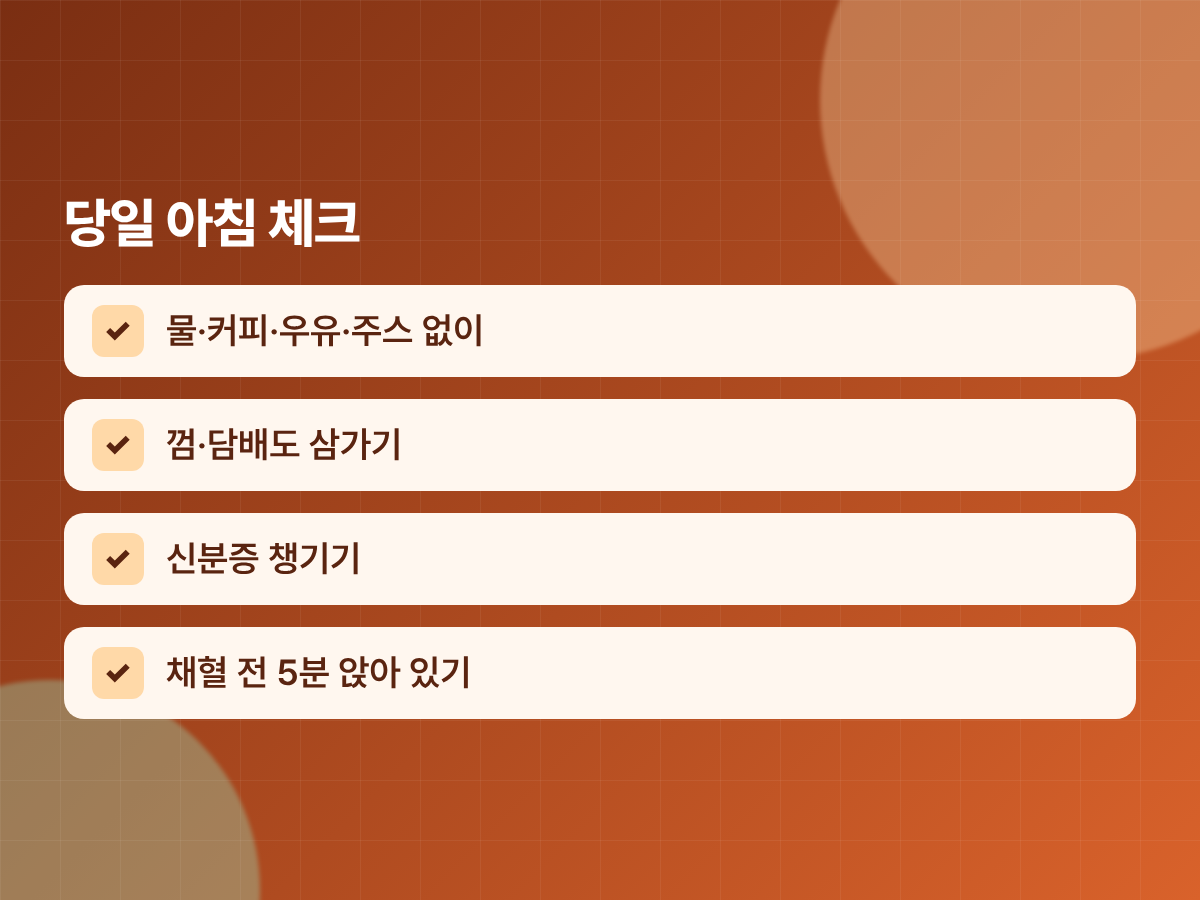 당일 아침 체크
물·커피·우유·주스 없이
껌·담배도 삼가기
신분증 챙기기
채혈 전 5분 앉아 있기